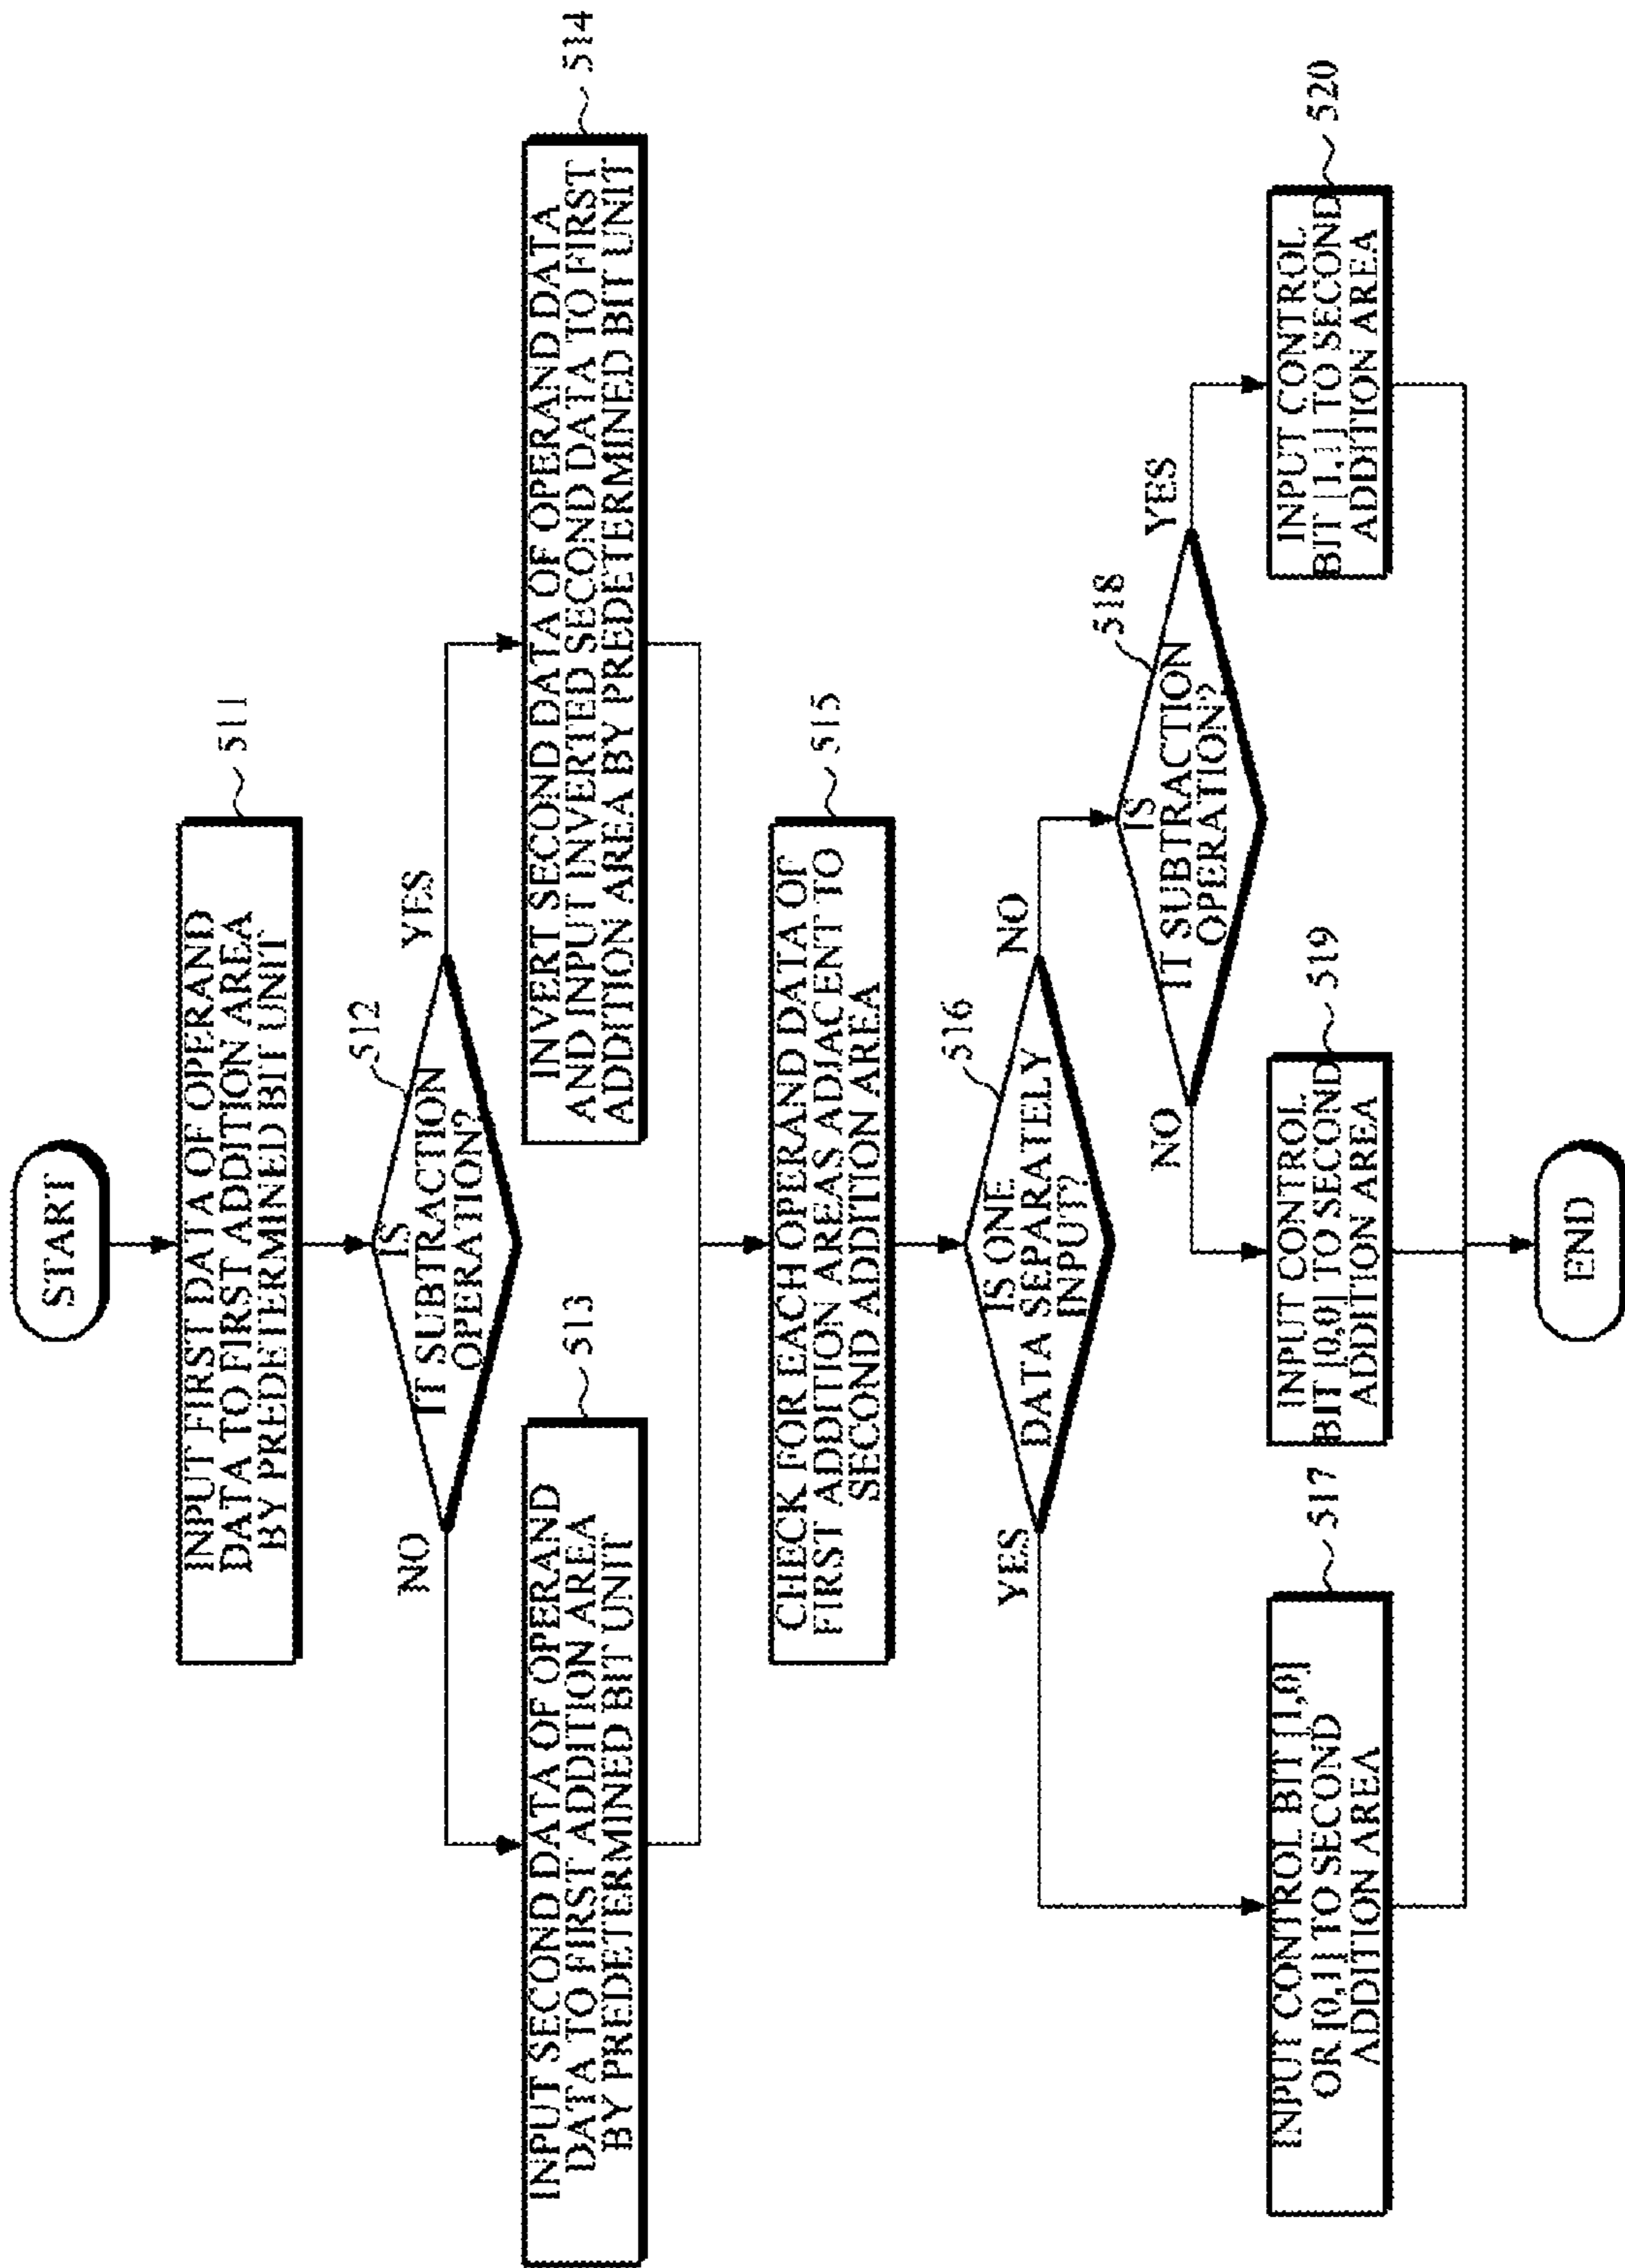 START
INPUT FIRST DATA OF OPERAND
DATA TO FIRST ADDITION AREA
BY PREDETERMINED BIT UNIT
511
IS
IT SUBTRACTION
OPERATION?
512
NO
YES
INPUT SECOND DATA OF OPERAND
DATA TO FIRST ADDITION AREA
BY PREDETERMINED BIT UNIT
513
INVERT SECOND DATA OF OPERAND DATA
AND INPUT INVERTED SECOND DATA TO FIRST
ADDITION AREA BY PREDETERMINED BIT UNIT
514
CHECK FOR EACH OPERAND DATA OF
FIRST ADDITION AREAS ADJACENT TO
SECOND ADDITION AREA
515
IS ONE
DATA SEPARATELY
INPUT?
516
YES
NO
IS
IT SUBTRACTION
OPERATION?
518
NO
YES
INPUT CONTROL BIT [1,0]
OR [0,1] TO SECOND
ADDITION AREA
517
INPUT CONTROL
BIT [0,0] TO SECOND
ADDITION AREA
519
INPUT CONTROL
BIT [1,1] TO SECOND
ADDITION AREA
520
END